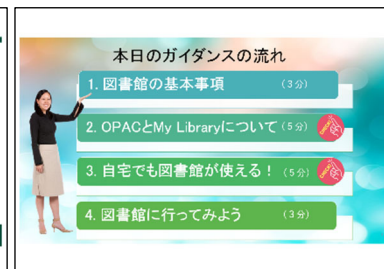 本日のガイダンスの流れ
1. 図書館の基本事項 （3分）
2. OPACとMy Libraryについて（5分）
3. 自宅でも図書館が使える！（5分）
4. 図書館に行ってみよう （3分）